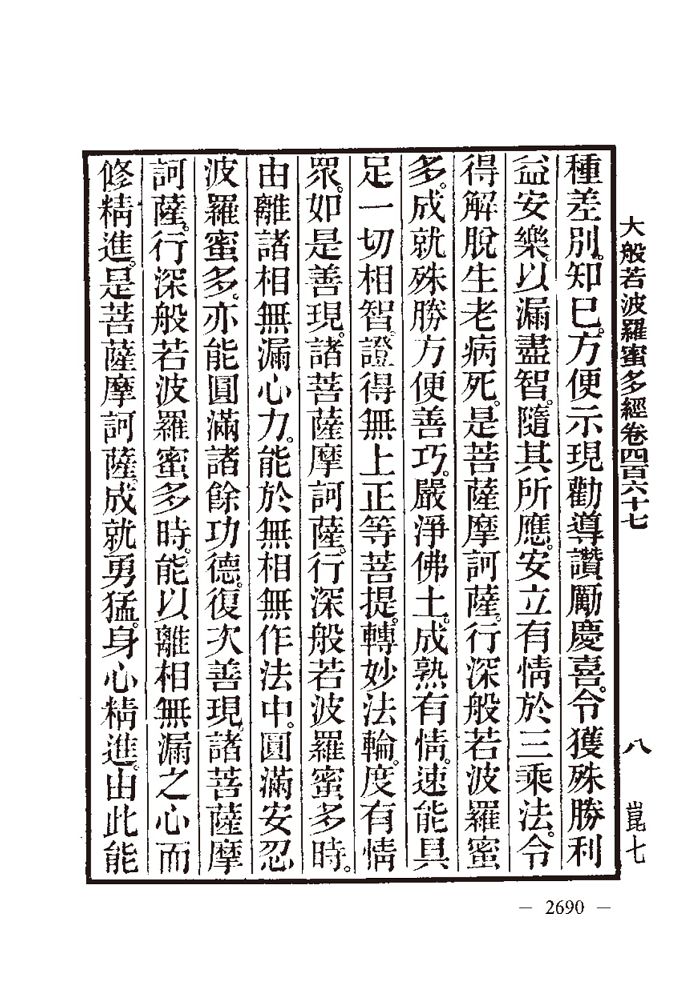 大般若波羅蜜多經卷四百六十七
八
崑七
種差別。知巳。方便示現勸導讚勵慶喜。令獲殊勝利
益安樂。以漏盡智。隨其所應。安立有情於三乘法。令
得解脫生老病死。是菩薩摩訶薩。行深般若波羅蜜
多。成就殊勝方便善巧。嚴淨佛土。成熟有情。速能具
足一切相智。證得無上正等菩提。轉妙法輪。度有情
眾。如是善現。諸菩薩摩訶薩。行深般若波羅蜜多時。
由離諸相無漏心力。能於無相無作法中。圓滿安忍
波羅蜜多。亦能圓滿諸餘功德。復次善現。諸菩薩摩
訶薩。行深般若波羅蜜多時。能以離相無漏之心而
修精進。是菩薩摩訶薩。成就勇猛。身心精進。由此能
— 2690 —